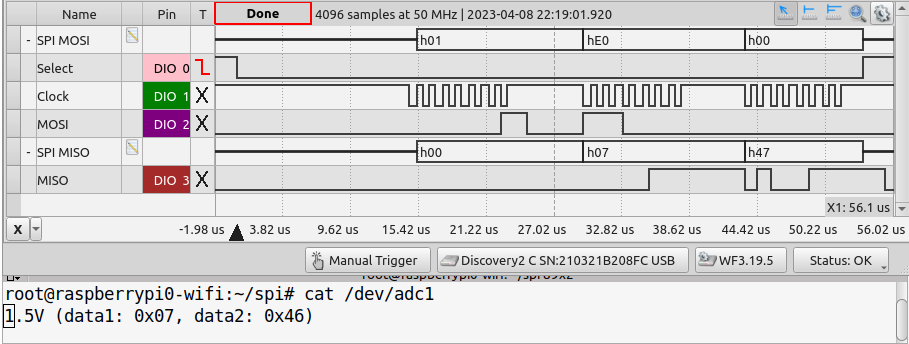 Name Pin T Done 4096 samples at 50 MHz | 2023-04-08 22:19:01.920
- SPI MOSI h01 hE0 h00
Select DIO 0
Clock DIO 1 X
MOSI DIO 2 X
- SPI MISO h00 h07 h47
MISO DIO 3 X
X1: 56.1 us
X -1.98 us 3.82 us 9.62 us 15.42 us 21.22 us 27.02 us 32.82 us 38.62 us 44.42 us 50.22 us 56.02 us
Manual Trigger Discovery2 C SN:210321B208FC USB WF3.19.5 Status: OK
root@raspberrypi0-wifi:~/spi# cat /dev/adc1
1.5V (data1: 0x07, data2: 0x46)